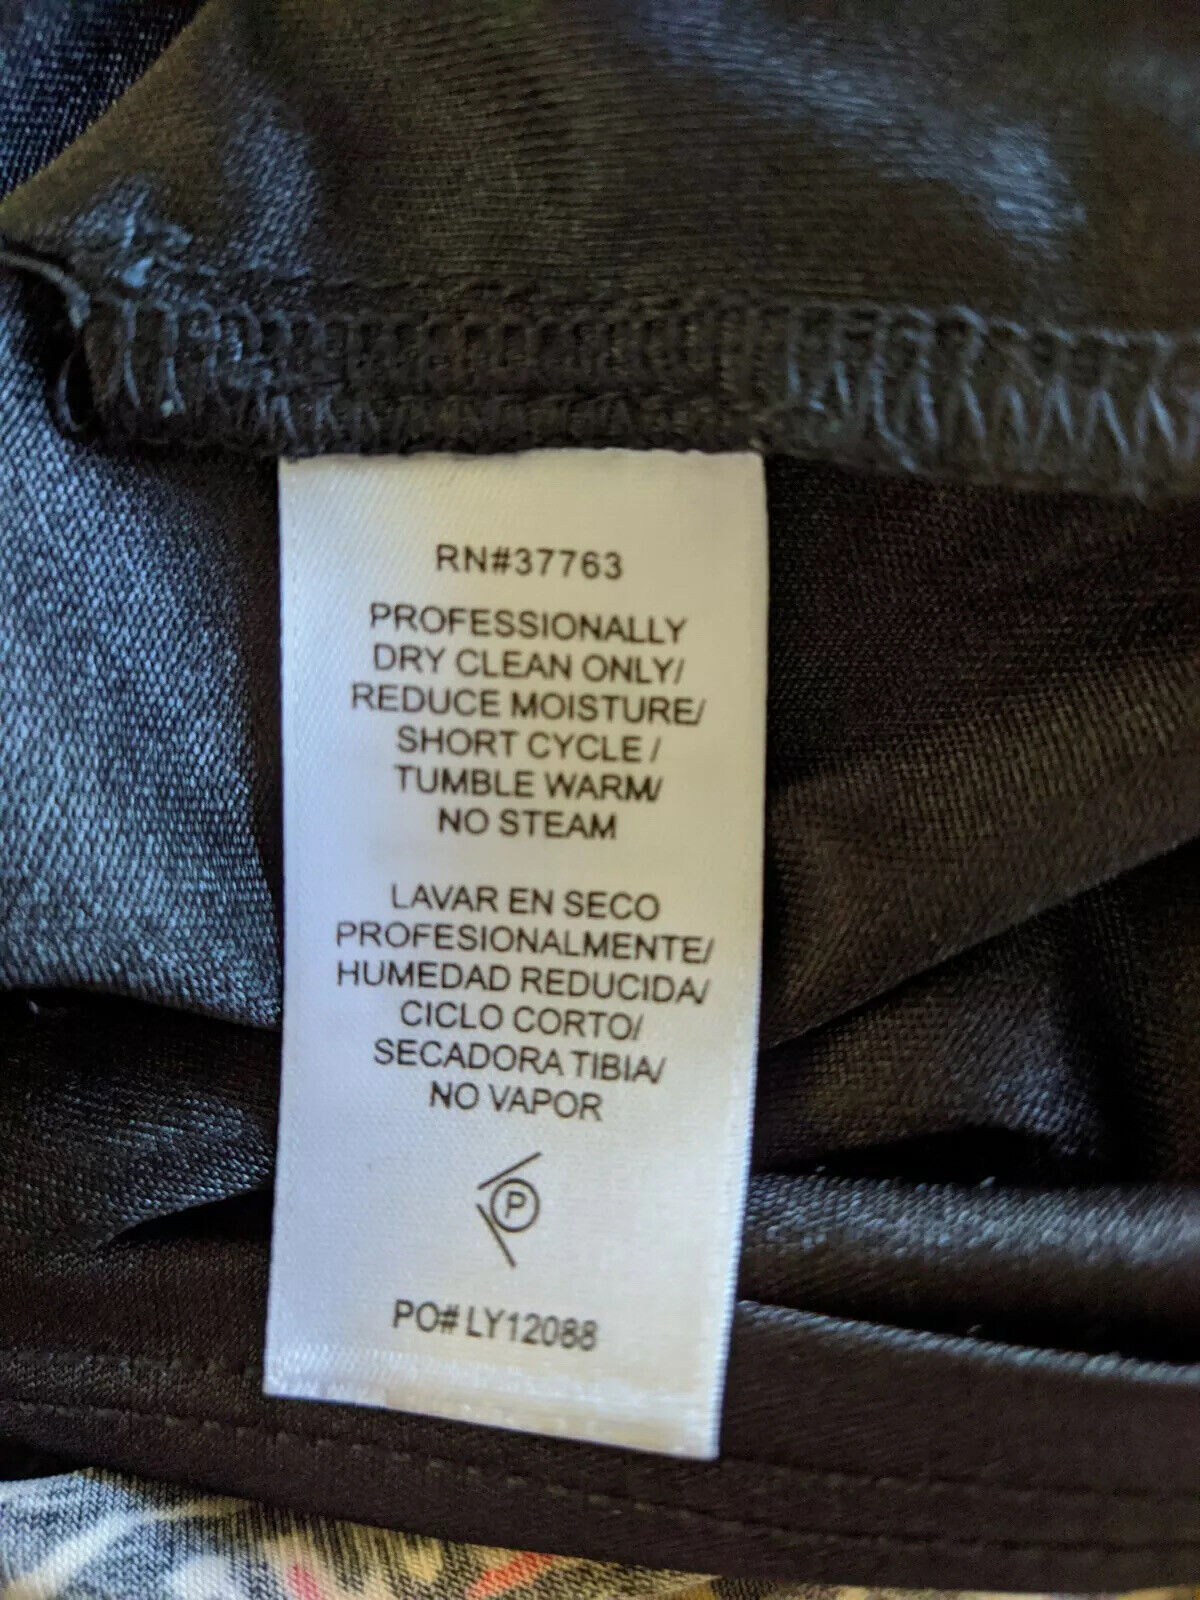 RN#37763
PROFESSIONALLY
DRY CLEAN ONLY/
REDUCE MOISTURE/
SHORT CYCLE /
TUMBLE WARM/
NO STEAM
LAVAR EN SECO
PROFESIONALMENTE/
HUMEDAD REDUCIDA/
CICLO CORTO/
SECADORA TIBIA/
NO VAPOR
P
PO# LY12088